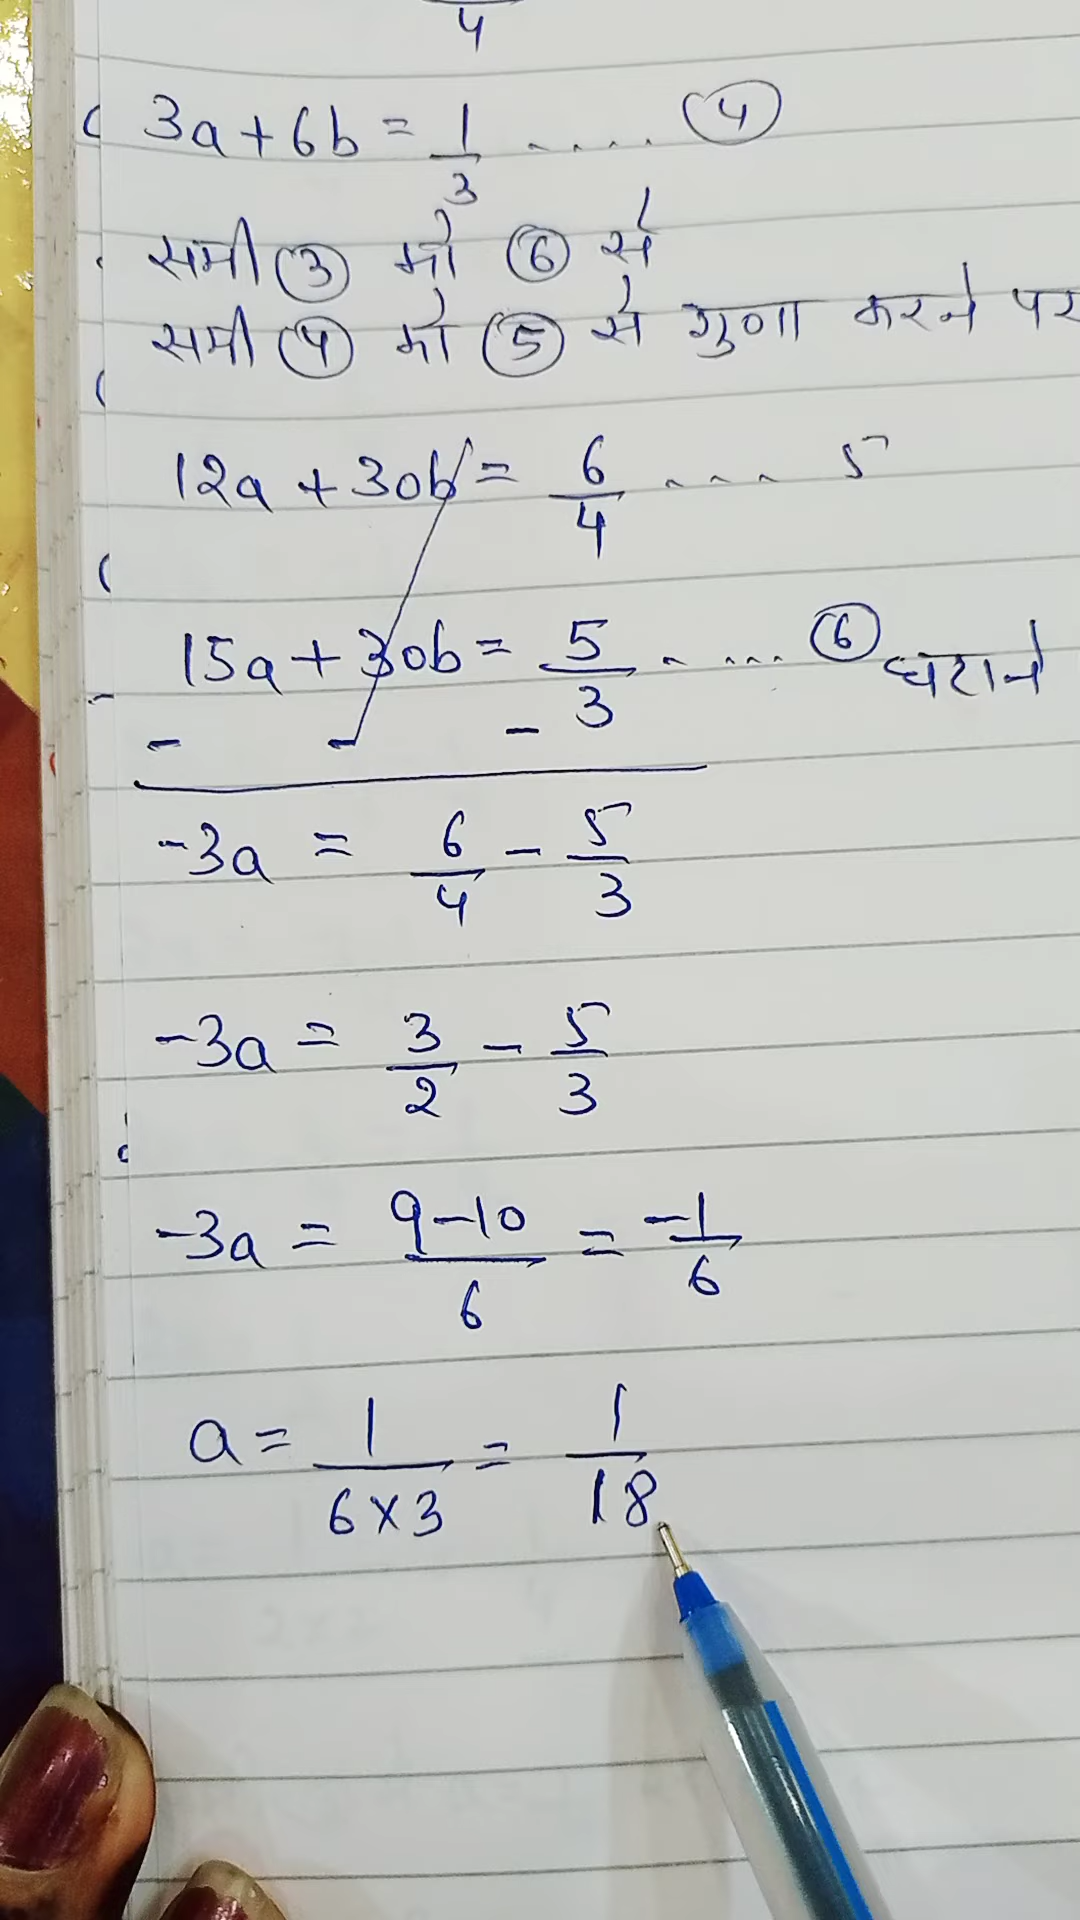 4
3a + 6b = 1/3 .... (4)
समी (3) को (6) से
समी (4) को (5) से गुणा करने पर
12a + 30b = 6/4 .... 5
15a + 30b = 5/3 .... (6) घटाने
- - -
-3a = 6/4 - 5/3
-3a = 3/2 - 5/3
-3a = 9-10/6 = -1/6
a = 1/6×3 = 1/18